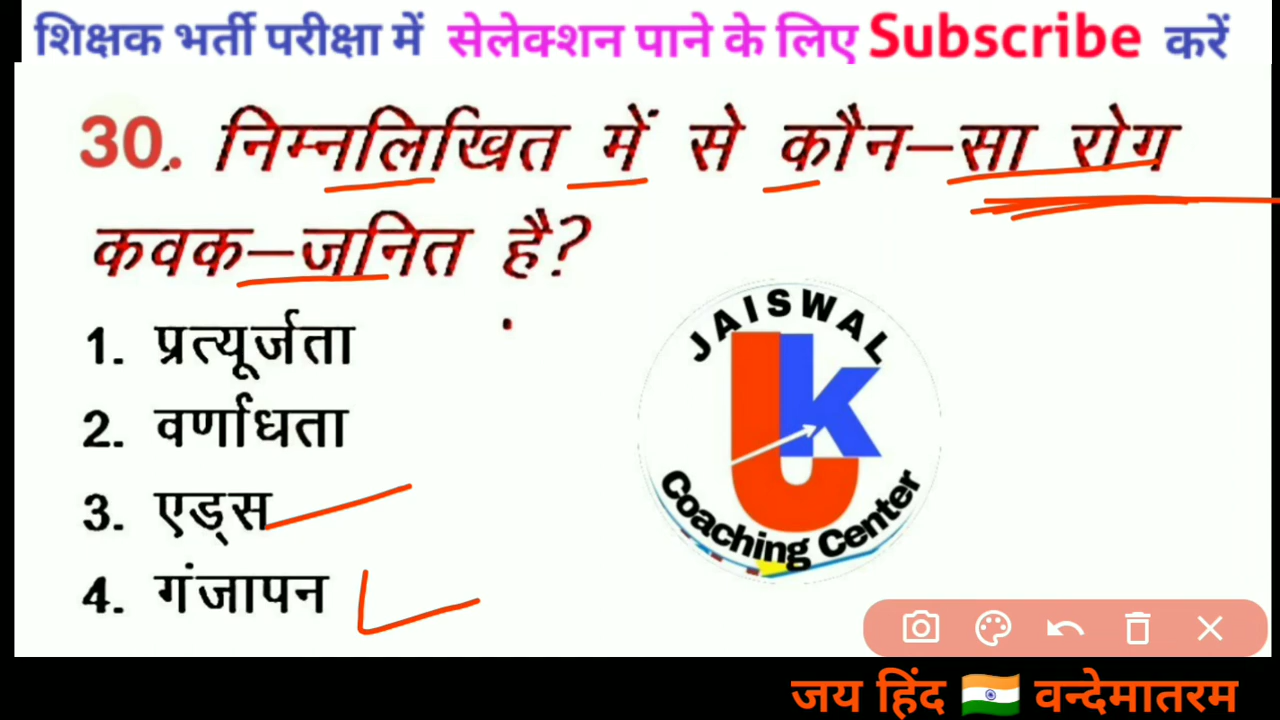 शिक्षक भर्ती परीक्षा में सेलेक्शन पाने के लिए Subscribe करें
30. निम्नलिखित में से कौन–सा रोग
कवक–जनित है?
1. प्रत्यूर्जता
2. वर्णाधता
3. एड्स
4. गंजापन
JAISWAL
JK
Coaching Center
जय हिंद 🇮🇳 वन्देमातरम